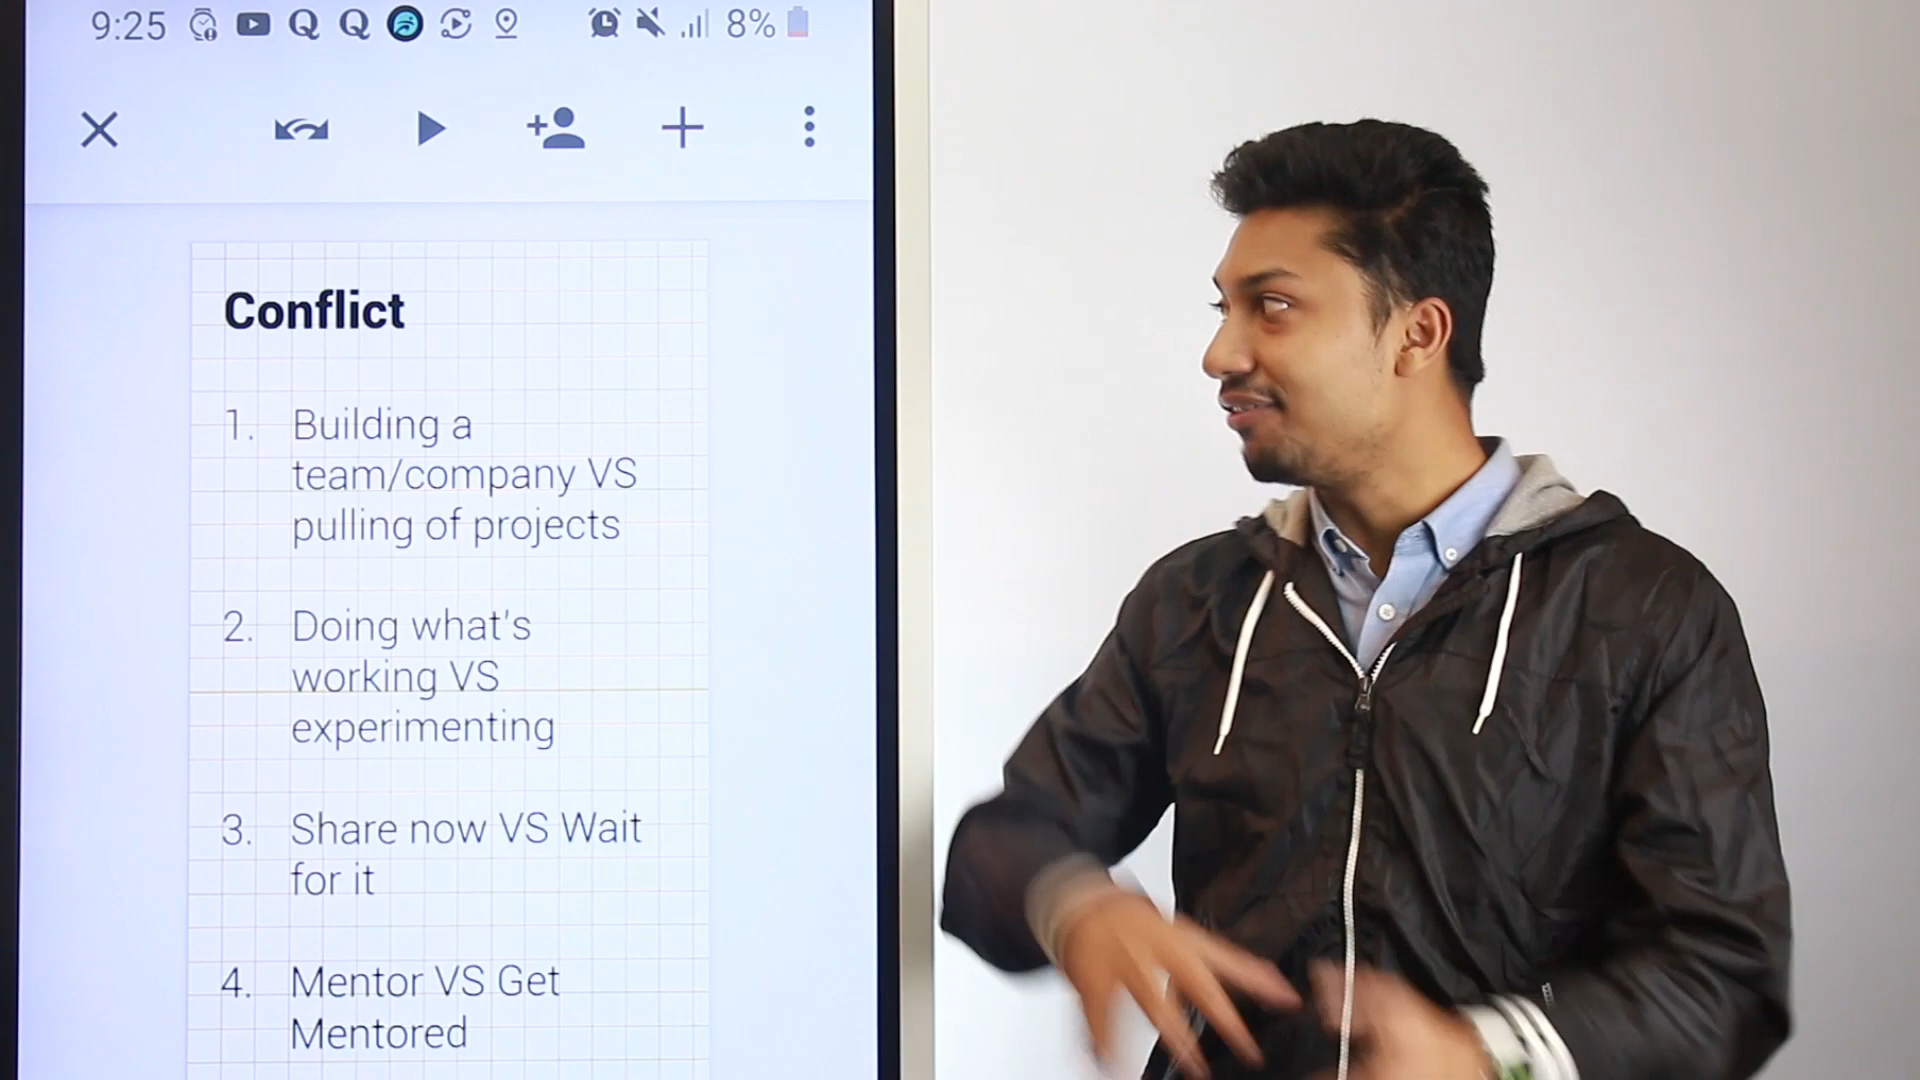 9:25 8%
Conflict
1. Building a
team/company VS
pulling of projects
2. Doing what's
working VS
experimenting
3. Share now VS Wait
for it
4. Mentor VS Get
Mentored